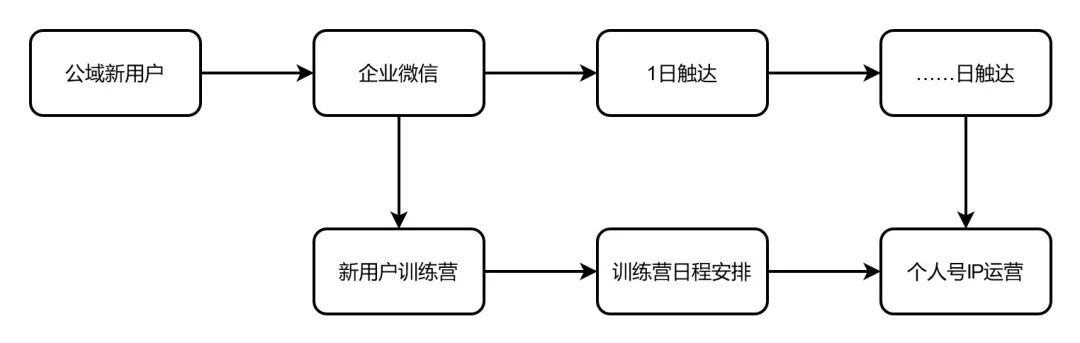 公域新用户
企业微信
1日触达
……日触达
新用户训练营
训练营日程安排
个人号IP运营